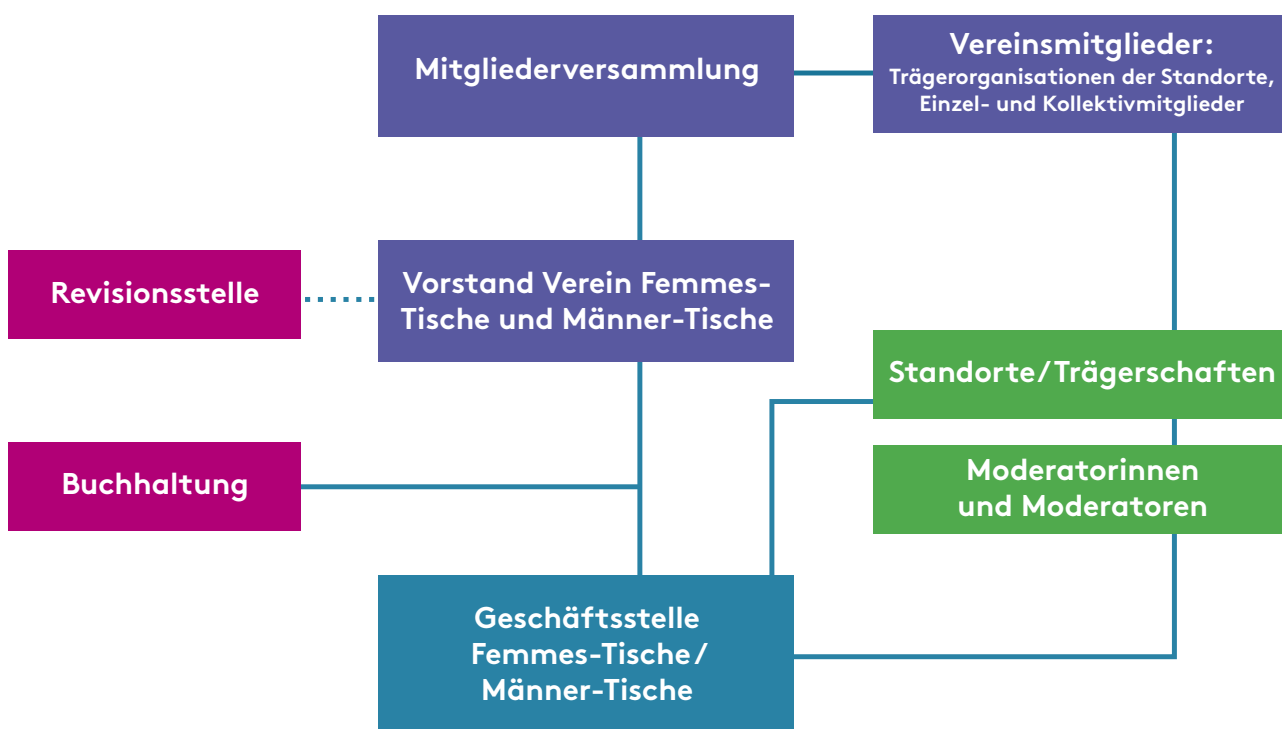 Mitgliederversammlung
Vereinsmitglieder:
Trägerorganisationen der Standorte,
Einzel- und Kollektivmitglieder
Revisionsstelle
Vorstand Verein Femmes-
Tische und Männer-Tische
Standorte/Trägerschaften
Buchhaltung
Moderatorinnen
und Moderatoren
Geschäftsstelle
Femmes-Tische/
Männer-Tische